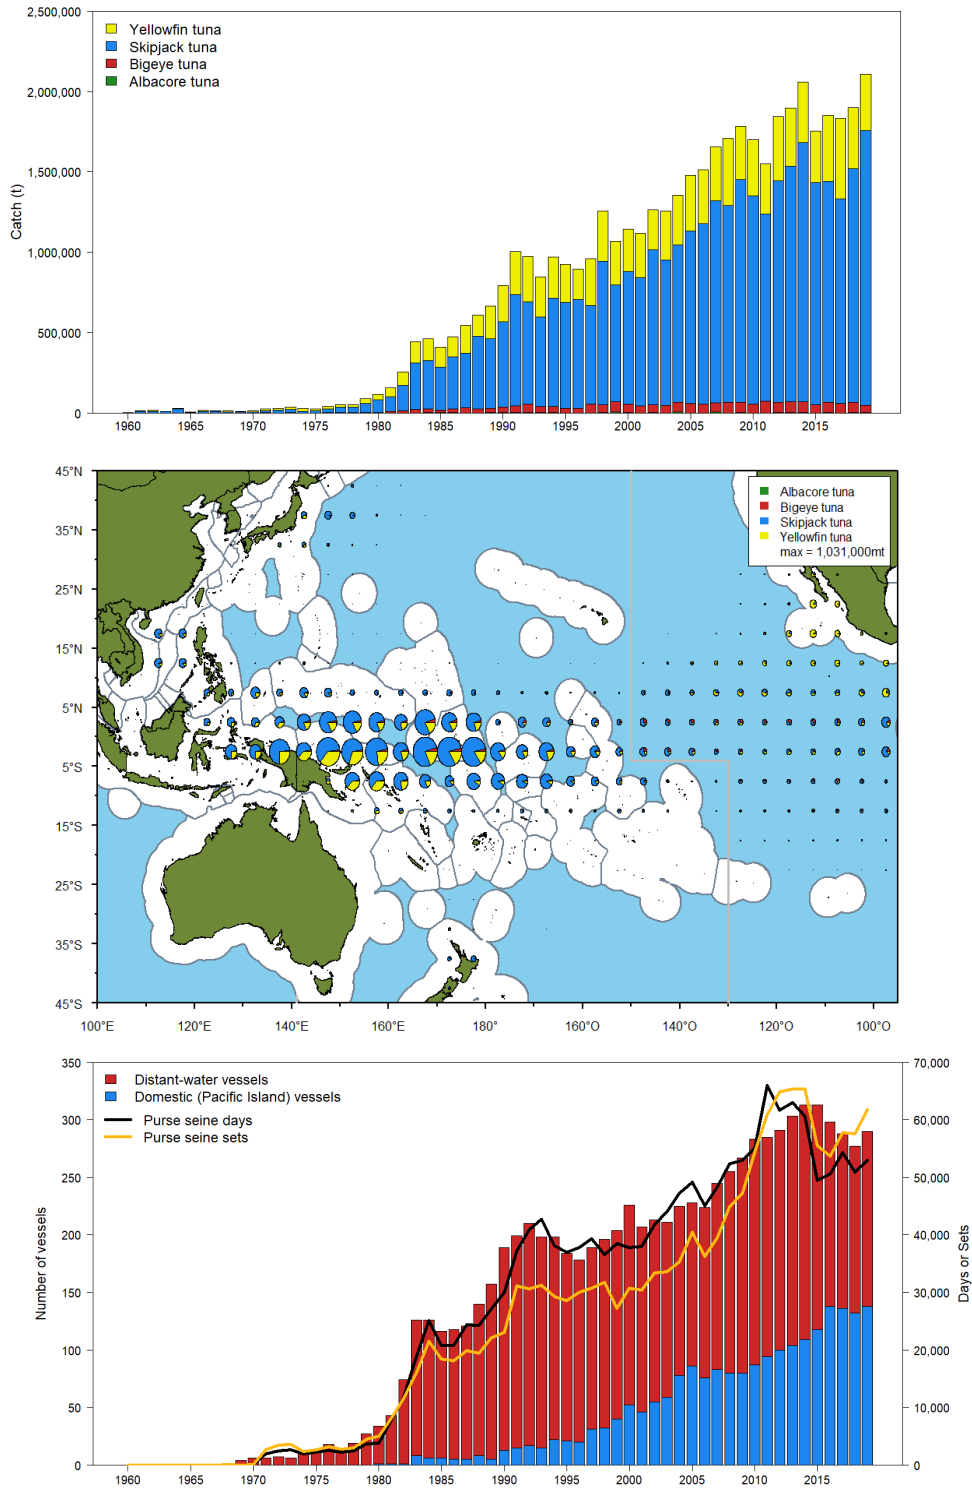 2,500,000
2,000,000
1,500,000
1,000,000
500,000
0
Catch (t)
Yellowfin tuna
Skipjack tuna
Bigeye tuna
Albacore tuna
1960 1965 1970 1975 1980 1985 1990 1995 2000 2005 2010 2015
45°N
35°N
25°N
15°N
5°N
5°S
15°S
25°S
35°S
45°S
Albacore tuna
Bigeye tuna
Skipjack tuna
Yellowfin tuna
max = 1,031,000mt
100°E 120°E 140°E 160°E 180° 160°O 140°O 120°O 100°O
350
300
250
200
150
100
50
0
Number of vessels
Distant-water vessels
Domestic (Pacific Island) vessels
Purse seine days
Purse seine sets
70,000
60,000
50,000
40,000
30,000
20,000
10,000
0
Days or Sets
1960 1965 1970 1975 1980 1985 1990 1995 2000 2005 2010 2015